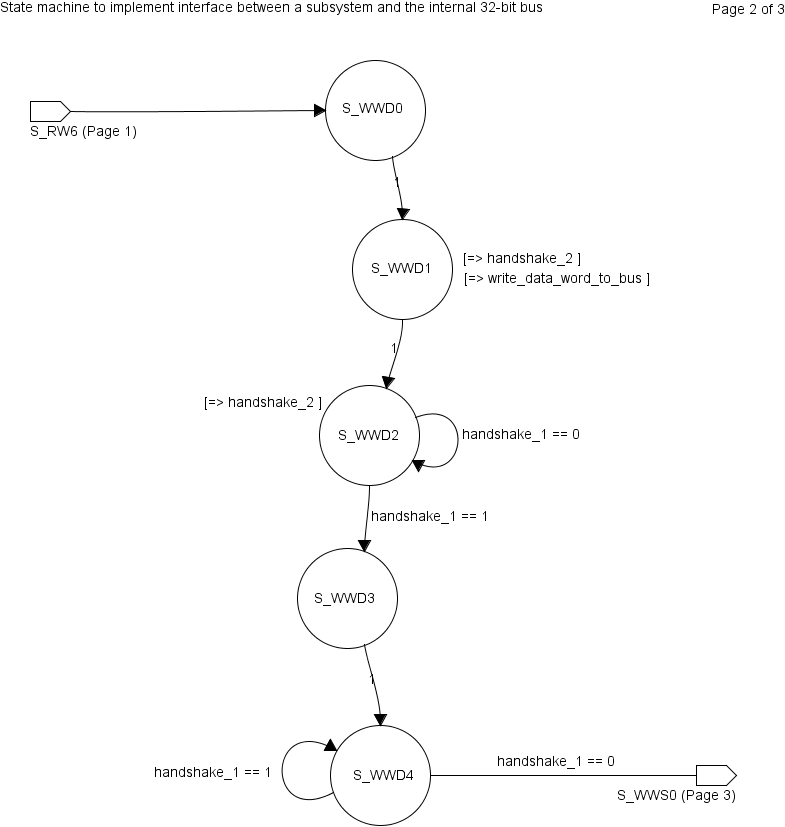 State machine to implement interface between a subsystem and the internal 32-bit bus
Page 2 of 3
S_WWD0
S_RW6 (Page 1)
1
S_WWD1
[=> handshake_2 ]
[=> write_data_word_to_bus ]
1
[=> handshake_2 ]
S_WWD2
handshake_1 == 0
handshake_1 == 1
S_WWD3
1
handshake_1 == 1
S_WWD4
handshake_1 == 0
S_WWS0 (Page 3)